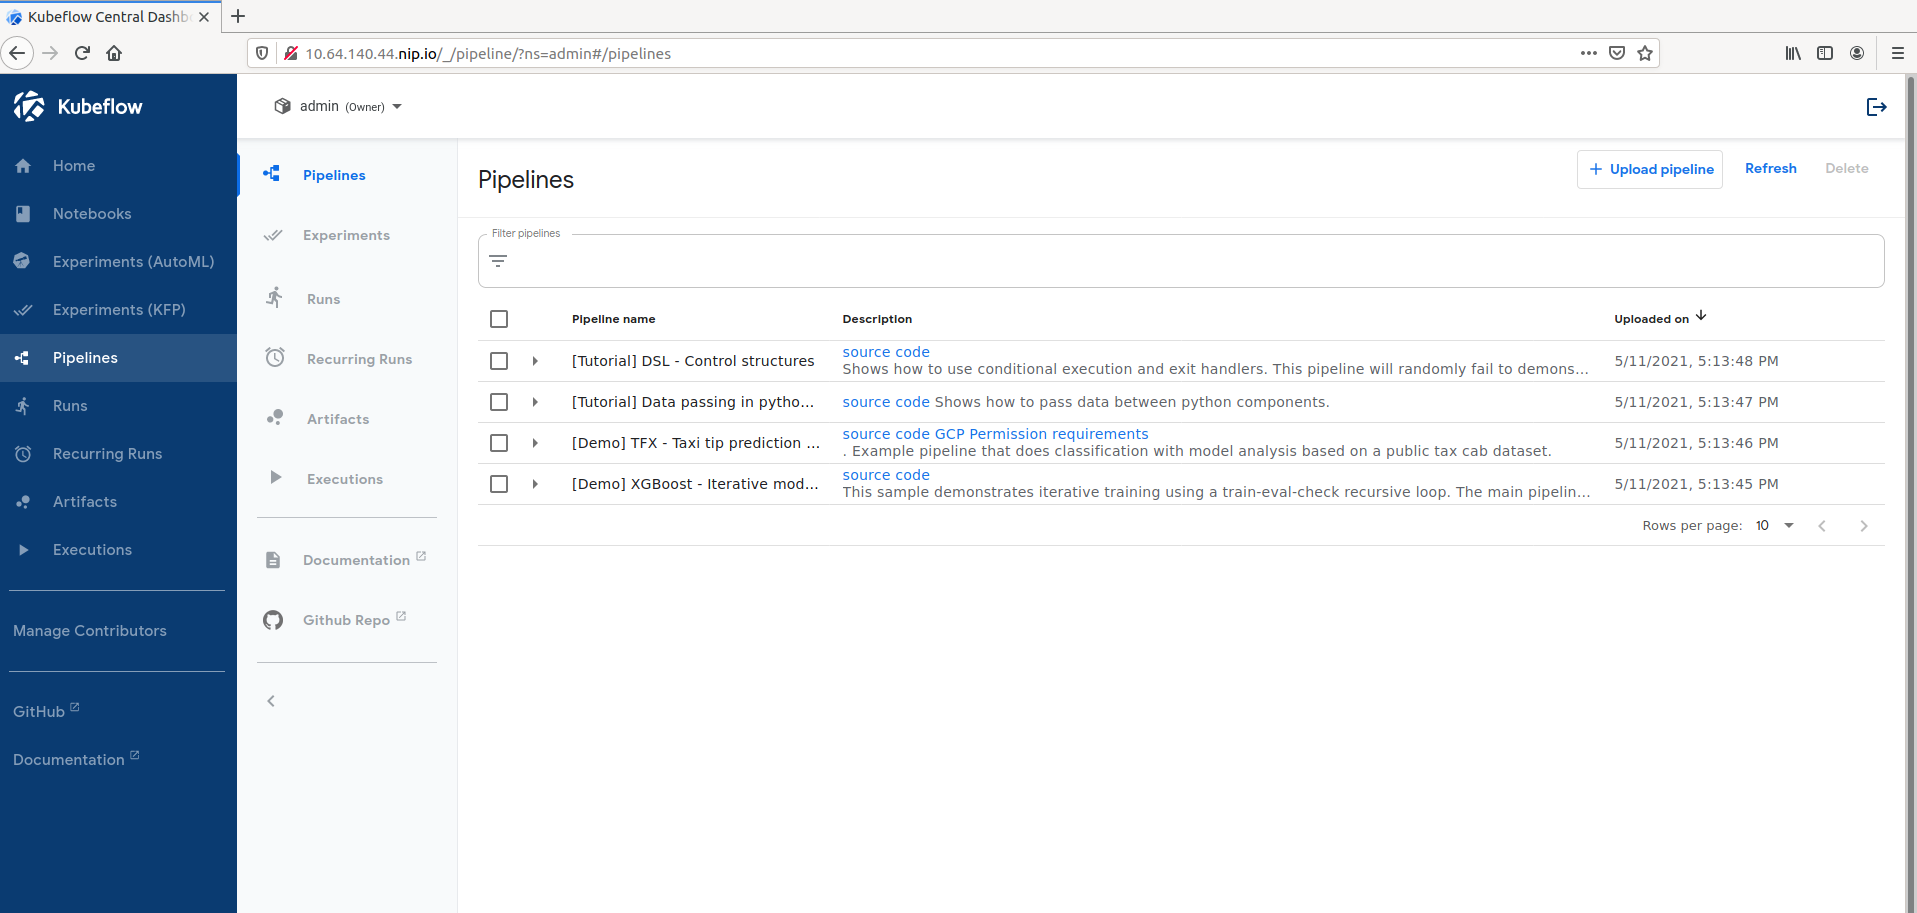 Kubeflow Central Dashb
10.64.140.44.nip.io/_/pipeline/?ns=admin#/pipelines
Kubeflow
Home
Notebooks
Experiments (AutoML)
Experiments (KFP)
Pipelines
Runs
Recurring Runs
Artifacts
Executions
Manage Contributors
GitHub
Documentation
admin (Owner)
Pipelines
Experiments
Runs
Recurring Runs
Artifacts
Executions
Documentation
Github Repo
Pipelines
Upload pipeline
Refresh
Delete
Filter pipelines
Pipeline name Description Uploaded on
[Tutorial] DSL - Control structures
source code
Shows how to use conditional execution and exit handlers. This pipeline will randomly fail to demons...
5/11/2021, 5:13:48 PM
[Tutorial] Data passing in pytho...
source code Shows how to pass data between python components.
5/11/2021, 5:13:47 PM
[Demo] TFX - Taxi tip prediction ...
source code GCP Permission requirements
. Example pipeline that does classification with model analysis based on a public tax cab dataset.
5/11/2021, 5:13:46 PM
[Demo] XGBoost - Iterative mod...
source code
This sample demonstrates iterative training using a train-eval-check recursive loop. The main pipelin...
5/11/2021, 5:13:45 PM
Rows per page: 10